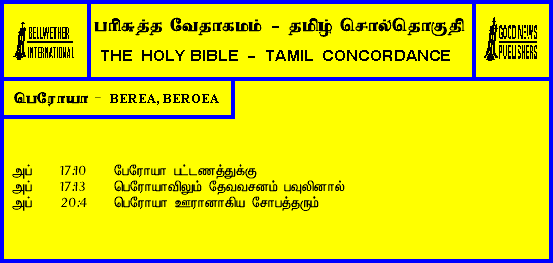 BELLWETHER
INTERNATIONAL
பரிசுத்த வேதாகமம் - தமிழ் சொல்தொகுதி
THE HOLY BIBLE - TAMIL CONCORDANCE
GOOD NEWS
PUBLISHERS
பெரோயா - BEREA, BEROEA
அப் 17:10 பேரோயா பட்டணத்துக்கு
அப் 17:13 பெரோயாவிலும் தேவவசனம் பவுலினால்
அப் 20:4 பெரோயா ஊரானாகிய சோபத்தரும்